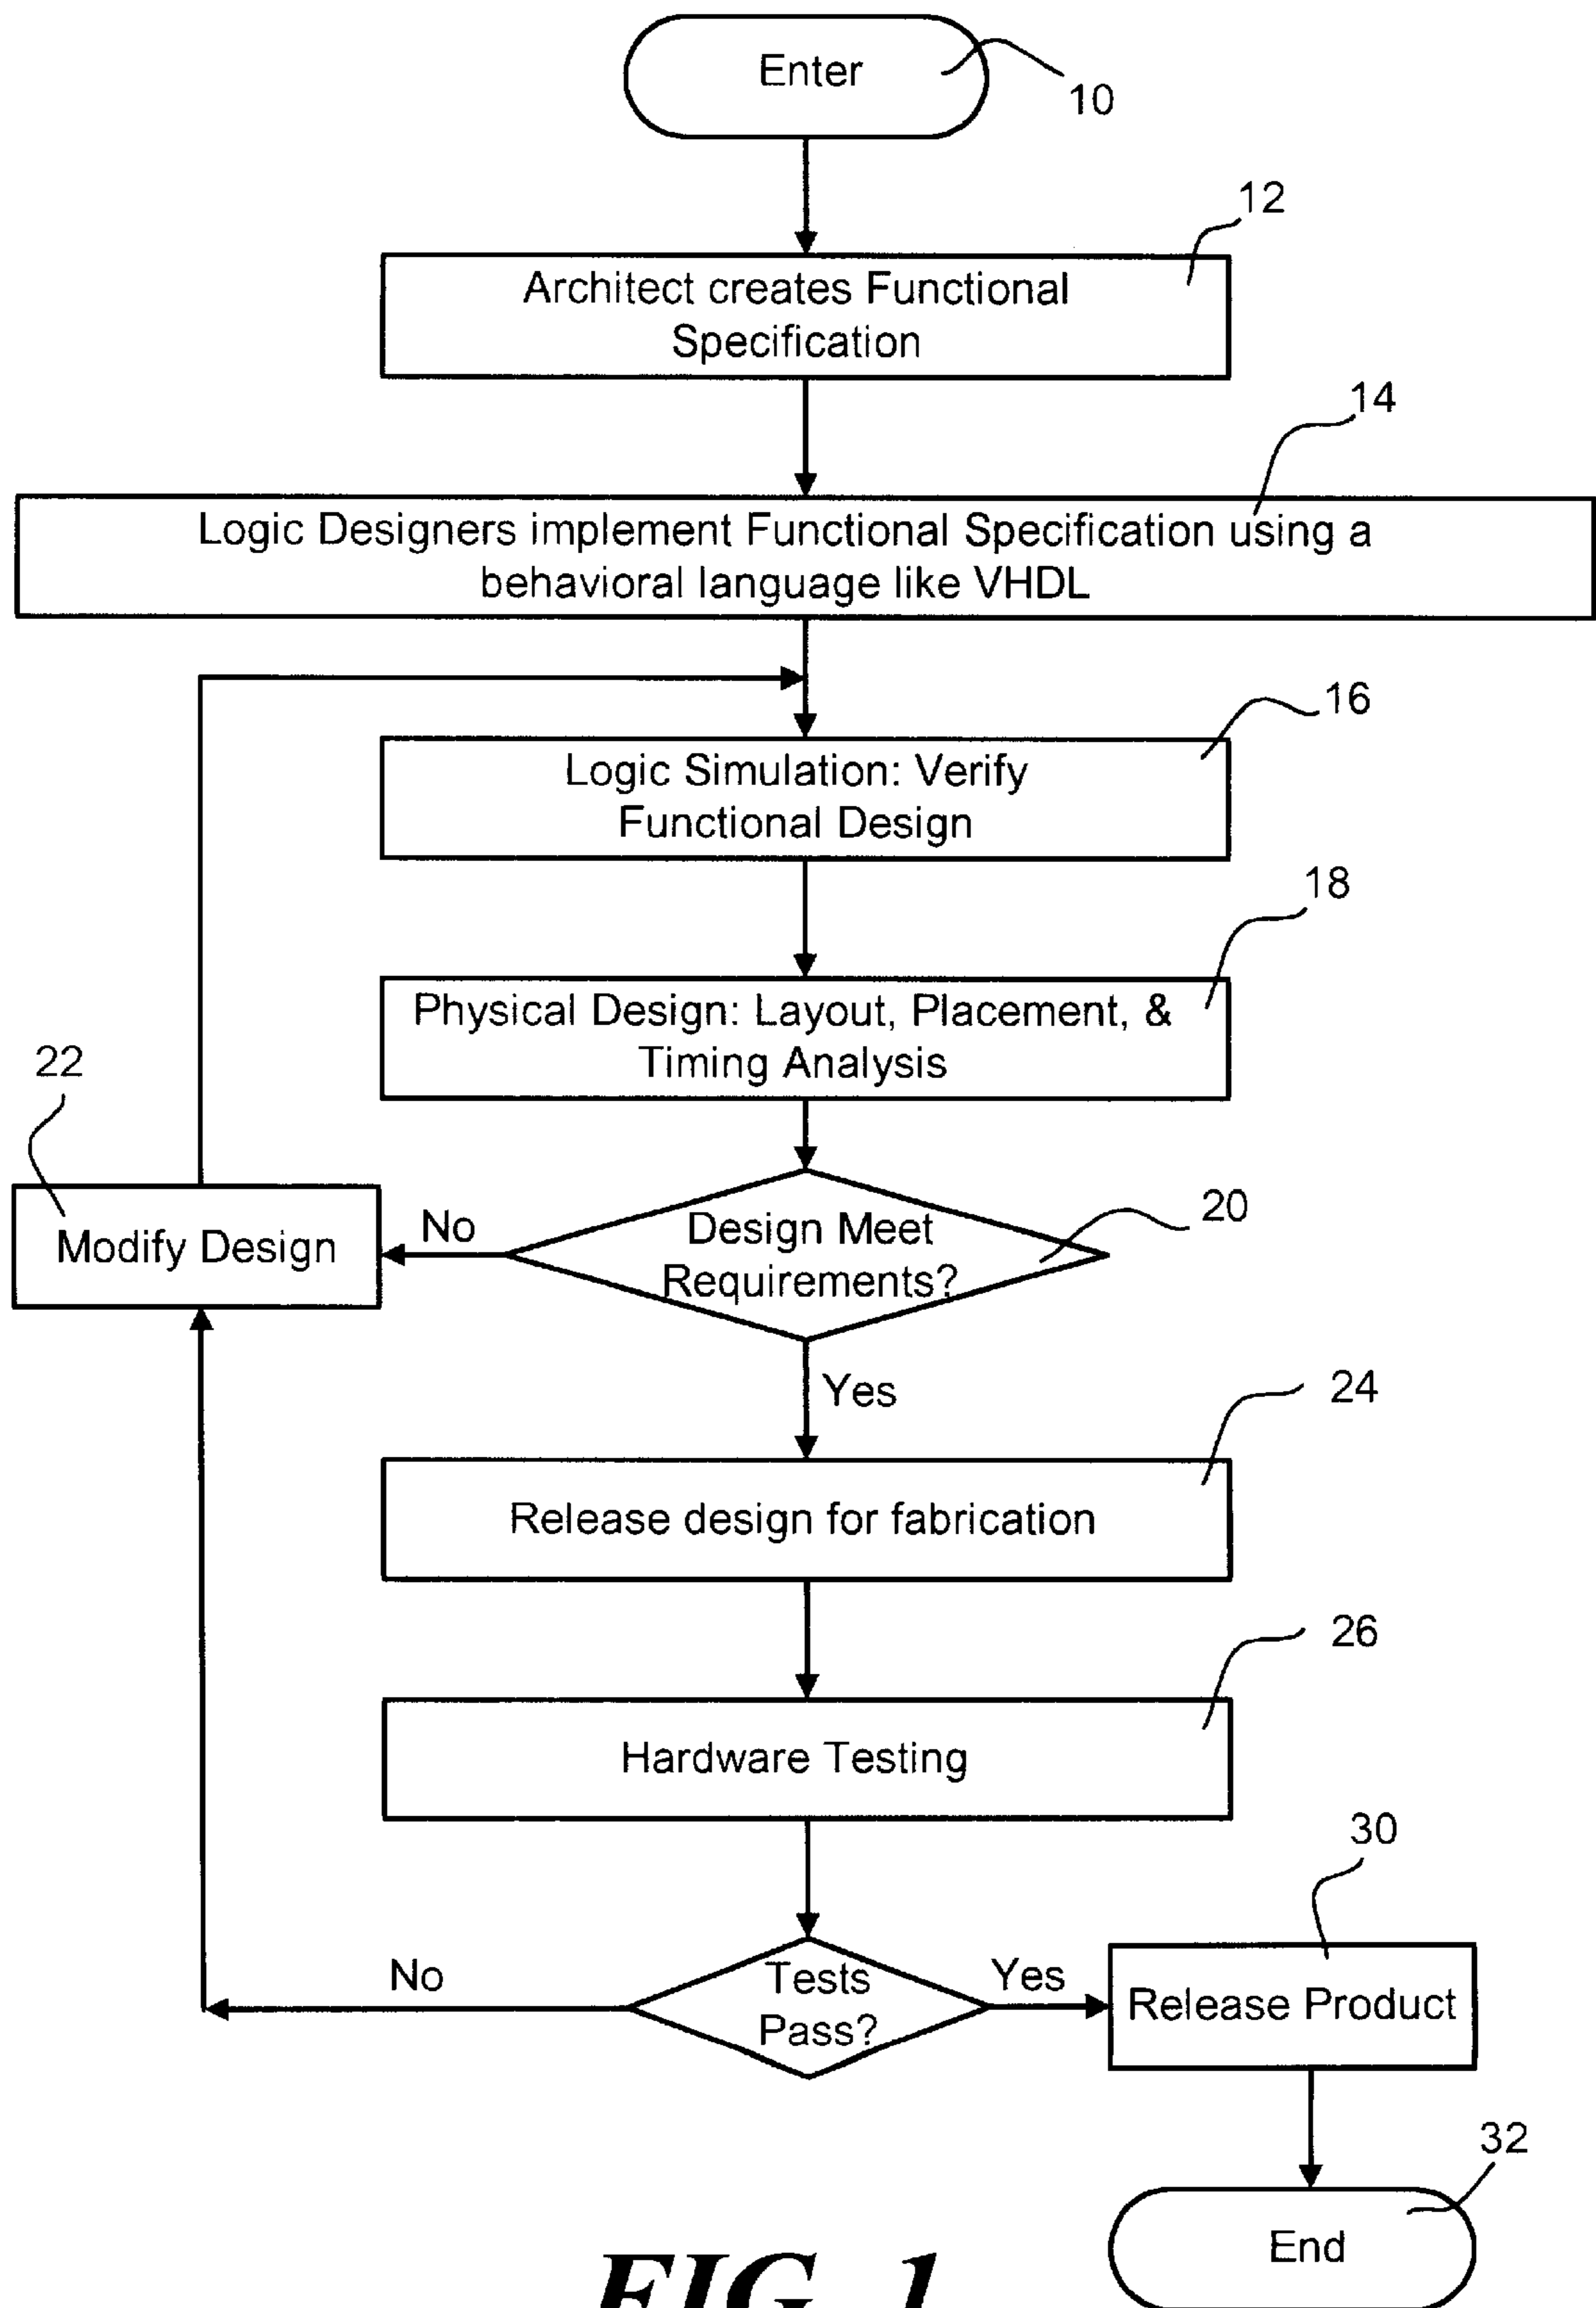 Enter
10
12
Architect creates Functional
Specification
14
Logic Designers implement Functional Specification using a
behavioral language like VHDL
16
Logic Simulation: Verify
Functional Design
18
Physical Design: Layout, Placement, &
Timing Analysis
22
Modify Design
No
Design Meet
Requirements?
20
Yes
24
Release design for fabrication
26
Hardware Testing
30
No
Tests
Pass?
Yes
Release Product
32
End
FIG. 1